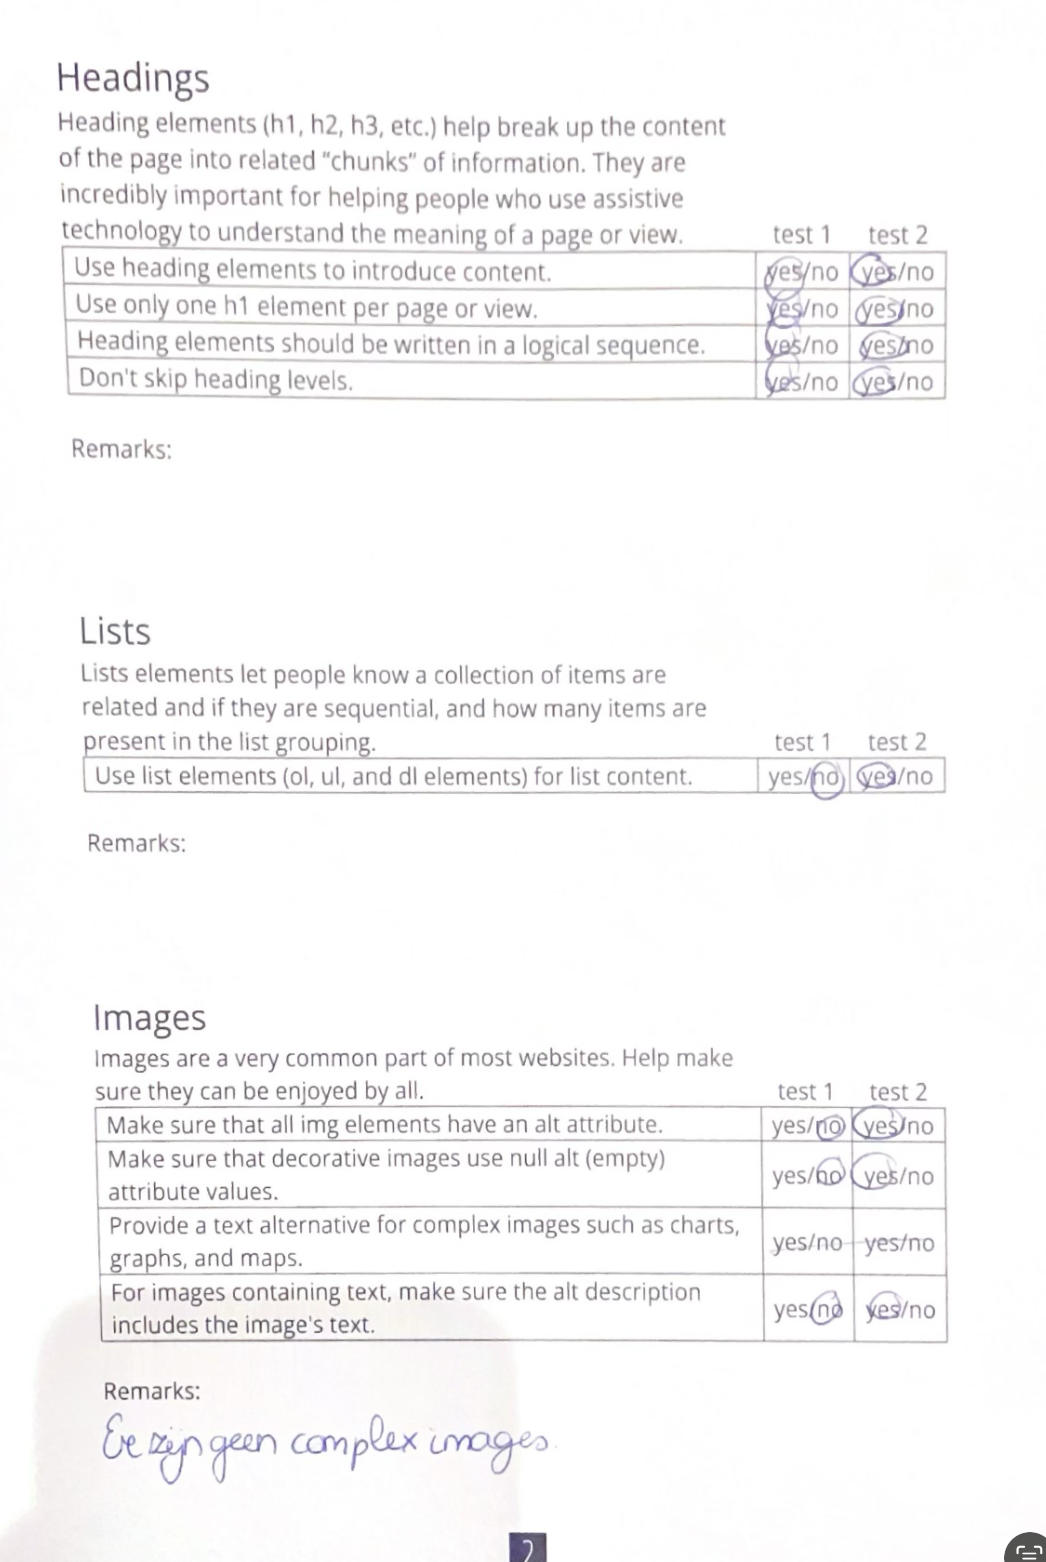 Headings
Heading elements (h1, h2, h3, etc.) help break up the content
of the page into related "chunks" of information. They are
incredibly important for helping people who use assistive
technology to understand the meaning of a page or view. test 1 test 2
Use heading elements to introduce content. yes/no yes/no
Use only one h1 element per page or view. yes/no yes/no
Heading elements should be written in a logical sequence. yes/no yes/no
Don't skip heading levels. yes/no yes/no
Remarks:
Lists
Lists elements let people know a collection of items are
related and if they are sequential, and how many items are
present in the list grouping. test 1 test 2
Use list elements (ol, ul, and dl elements) for list content. yes/no yes/no
Remarks:
Images
Images are a very common part of most websites. Help make
sure they can be enjoyed by all. test 1 test 2
Make sure that all img elements have an alt attribute. yes/no yes/no
Make sure that decorative images use null alt (empty)
attribute values. yes/no yes/no
Provide a text alternative for complex images such as charts,
graphs, and maps. yes/no yes/no
For images containing text, make sure the alt description
includes the image's text. yes/no yes/no
Remarks:
Er zijn geen complex images.
2